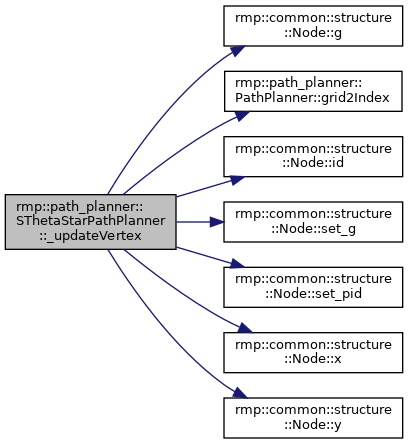 rmp::path_planner::
SThetaStarPathPlanner
::_updateVertex
rmp::common::structure
::Node::g
rmp::path_planner::
PathPlanner::grid2Index
rmp::common::structure
::Node::id
rmp::common::structure
::Node::set_g
rmp::common::structure
::Node::set_pid
rmp::common::structure
::Node::x
rmp::common::structure
::Node::y